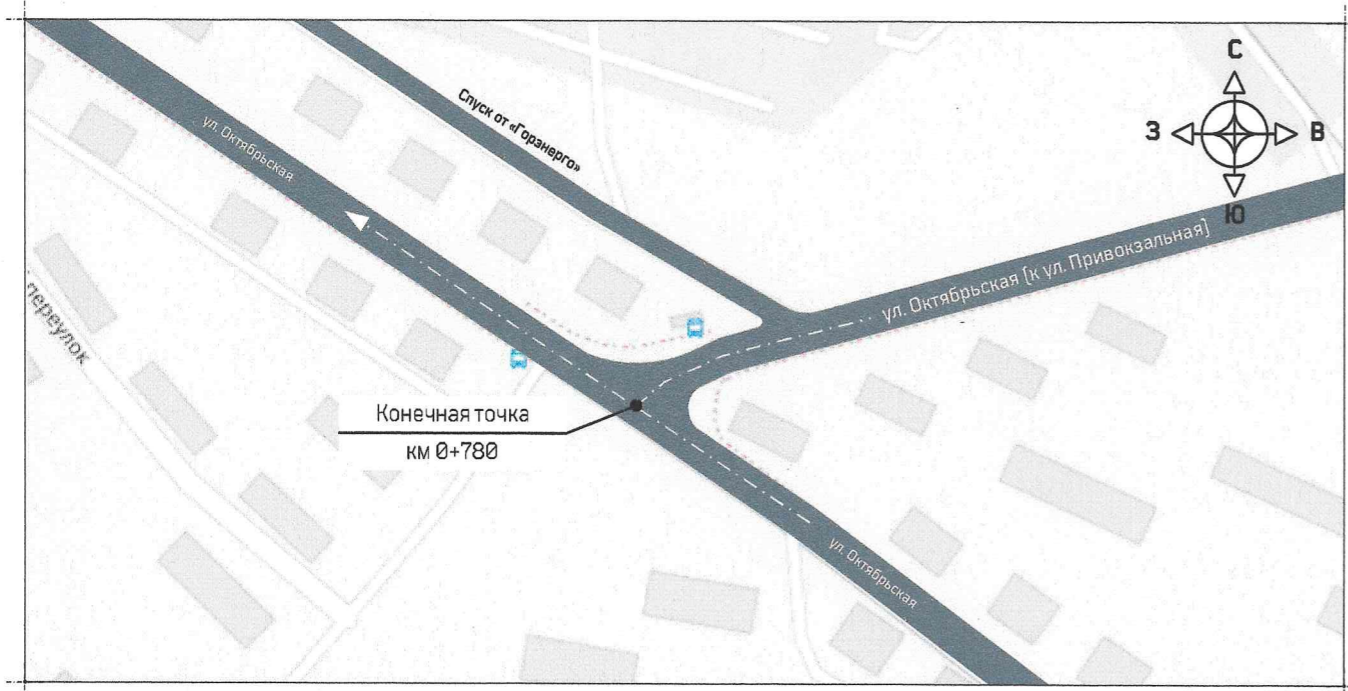 С
З
В
Ю
Спуск от «Горэнерго»
ул. Октябрьская
ул. Октябрьская (к ул. Привокзальная)
переулок
Конечная точка
км 0+780
ул. Октябрьская